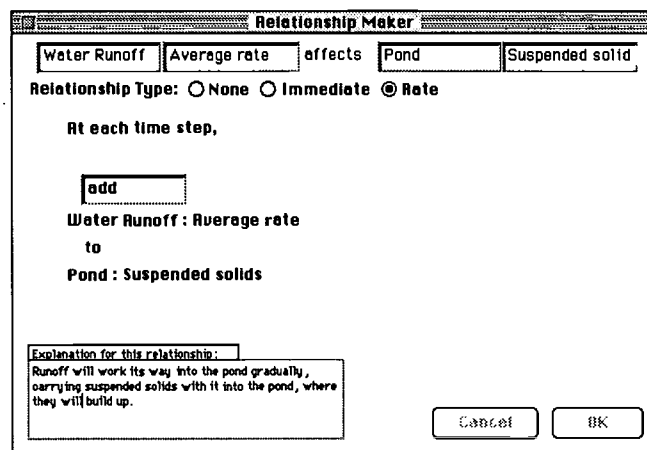 Relationship Maker
Water Runoff Average rate affects Pond Suspended solid
Relationship Type: None Immediate Rate
At each time step,
add
Water Runoff : Average rate
to
Pond : Suspended solids
Explanation for this relationship:
Runoff will work its way into the pond gradually,
carrying suspended solids with it into the pond, where
they will build up.
Cancel OK